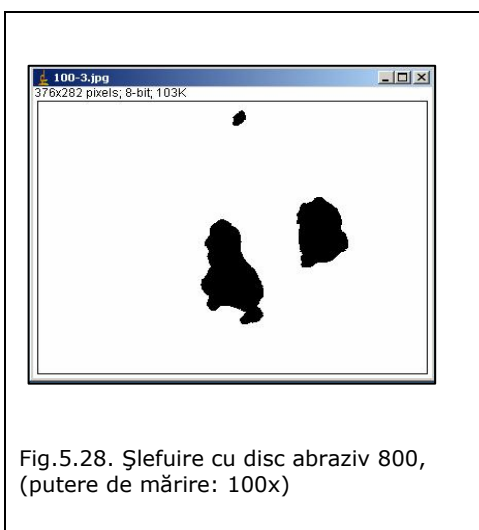 100-3.jpg
376x282 pixels; 8-bit; 103K
Fig.5.28. Şlefuire cu disc abraziv 800,
(putere de mărire: 100x)